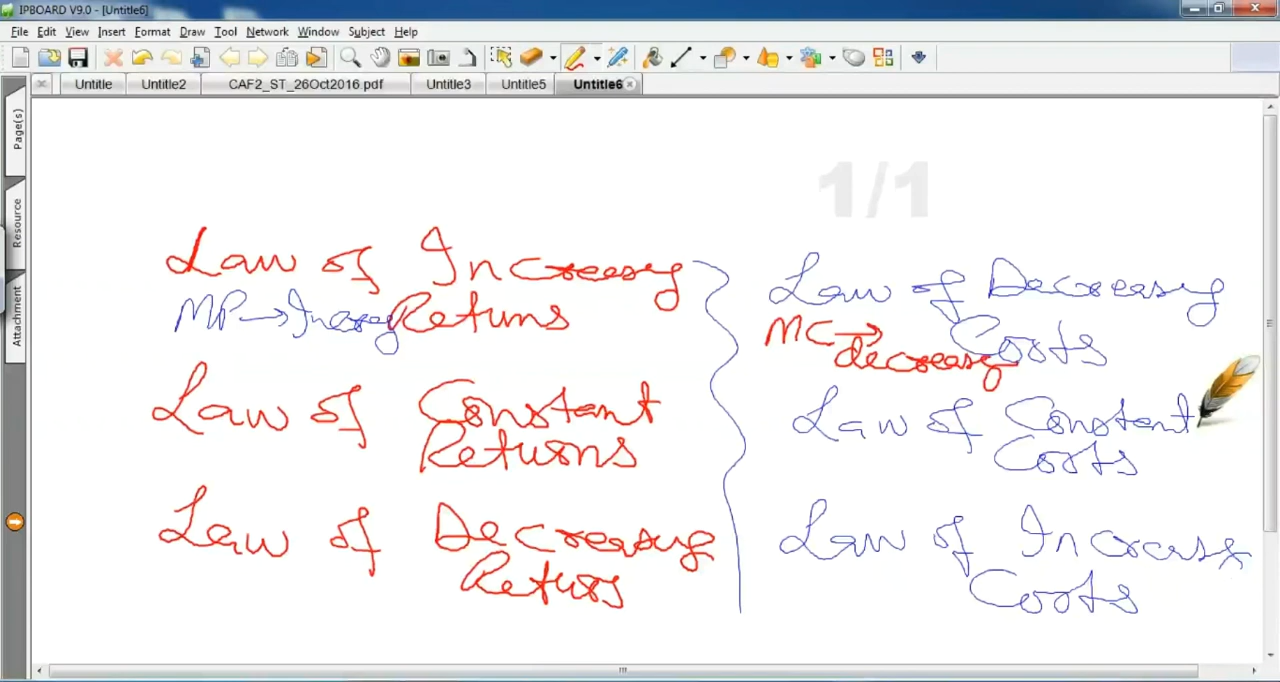 IPBOARD V9.0 - [Untitle6]
File Edit View Insert Format Draw Tool Network Window Subject Help
Untitle Untitle2 CAF2_ST_26Oct2016.pdf Untitle3 Untitle5 Untitle6
Page(s)
Resource
Attachment
1/1
Law of Increasing
MP → Increasing Returns
Law of Constant
Returns
Law of Decreasing
Returns
Law of Decreasing
Costs
MC →
decreasing
Law of Constant
Costs
Law of Increasing
Costs